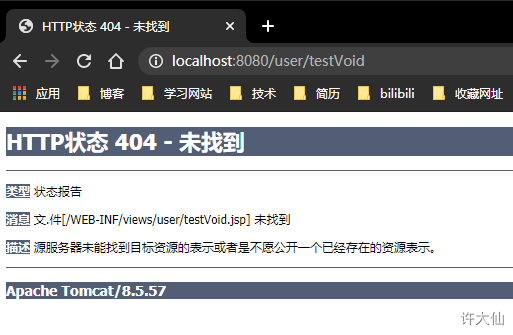 HTTP状态 404 - 未找到
localhost:8080/user/testVoid
应用 博客 学习网站 技术 简历 bilibili 收藏网址
HTTP状态 404 - 未找到
类型 状态报告
消息 文.件[/WEB-INF/views/user/testVoid.jsp] 未找到
描述 源服务器未能找到目标资源的表示或者是不愿公开一个已经存在的资源表示。
Apache Tomcat/8.5.57
许大仙